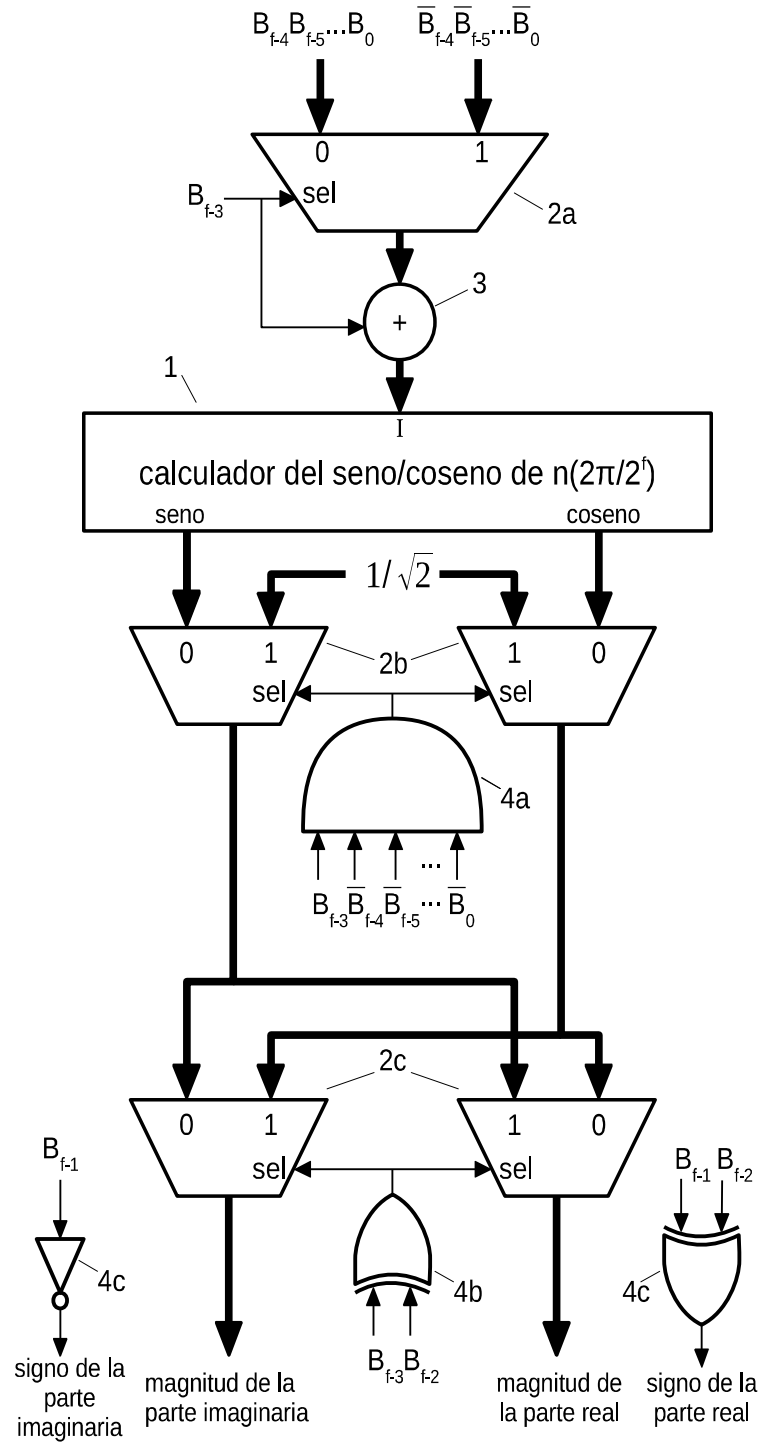 B_{f-4}B_{f-5}...B_0 B̅_{f-4}B̅_{f-5}...B̅_0
0 1
B_{f-3} sel
2a
3
+
1
I
calculador del seno/coseno de n(2π/2^f)
seno coseno
1/√2
0 1 2b 1 0
sel sel
4a
...
B_{f-3}B̅_{f-4}B̅_{f-5}...B̅_0
2c
0 1 1 0
B_{f-1} sel sel B_{f-1} B_{f-2}
4c 4b 4c
B_{f-3}B_{f-2}
signo de la
parte
imaginaria
magnitud de la
parte imaginaria
magnitud de
la parte real
signo de la
parte real